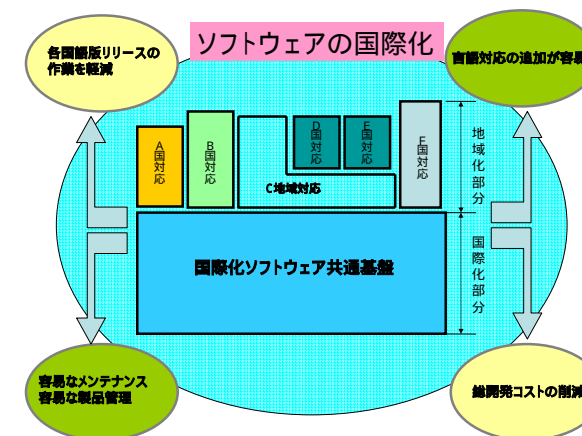 ソフトウェアの国際化
各国語版リリースの
作業を軽減
言語対応の追加が容易
A国対応
B国対応
D国対応
E国対応
F国対応
C地域対応
地域化部分
国際化ソフトウェア共通基盤
国際化部分
容易なメンテナンス
容易な製品管理
総開発コストの削減